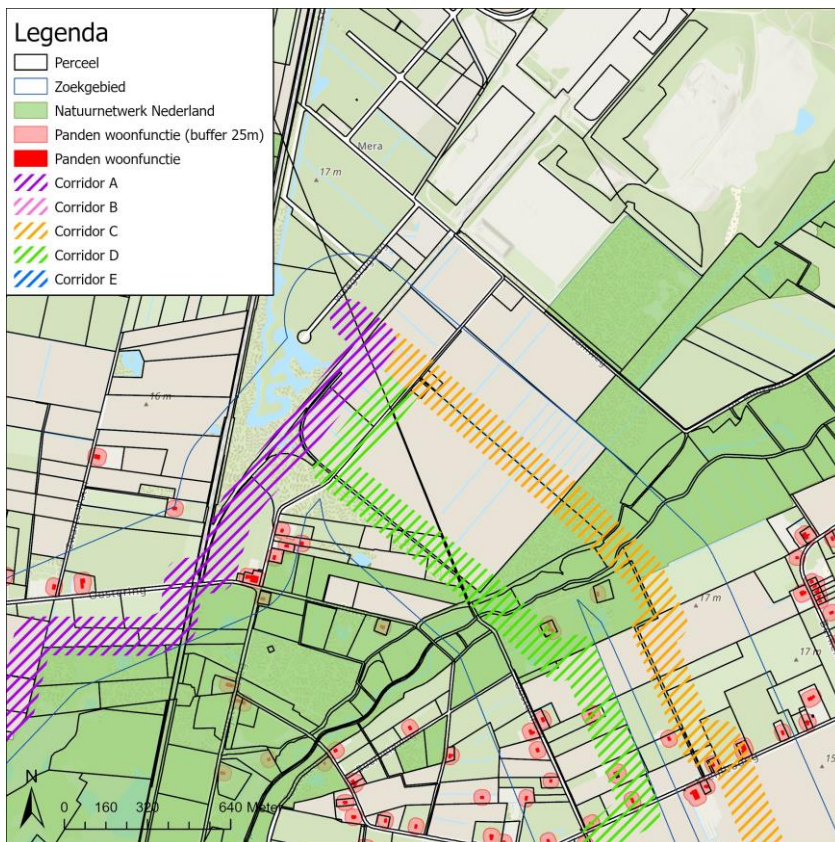 Legenda
Perceel
Zoekgebied
Natuurnetwerk Nederland
Panden woonfunctie (buffer 25m)
Panden woonfunctie
Corridor A
Corridor B
Corridor C
Corridor D
Corridor E
Mera
17 m
16 m
17 m
17 m
N
0 160 320 640 Meter